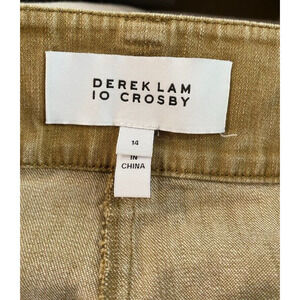 DEREK LAM
10 CROSBY
14
IN
CHINA